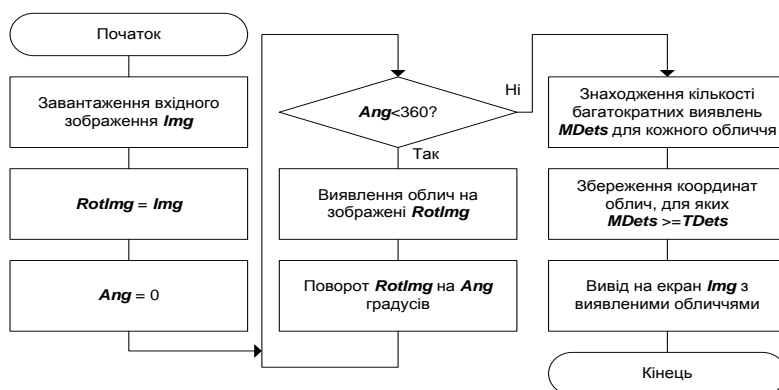 Початок
Завантаження вхідного
зображення Img
RotImg = Img
Ang = 0
Ang<360?
Ні
Так
Виявлення облич на
зображені RotImg
Поворот RotImg на Ang
градусів
Знаходження кількості
багатократних виявлень
MDets для кожного обличчя
Збереження координат
облич, для яких
MDets >=TDets
Вивід на екран Img з
виявленими обличчями
Кінець